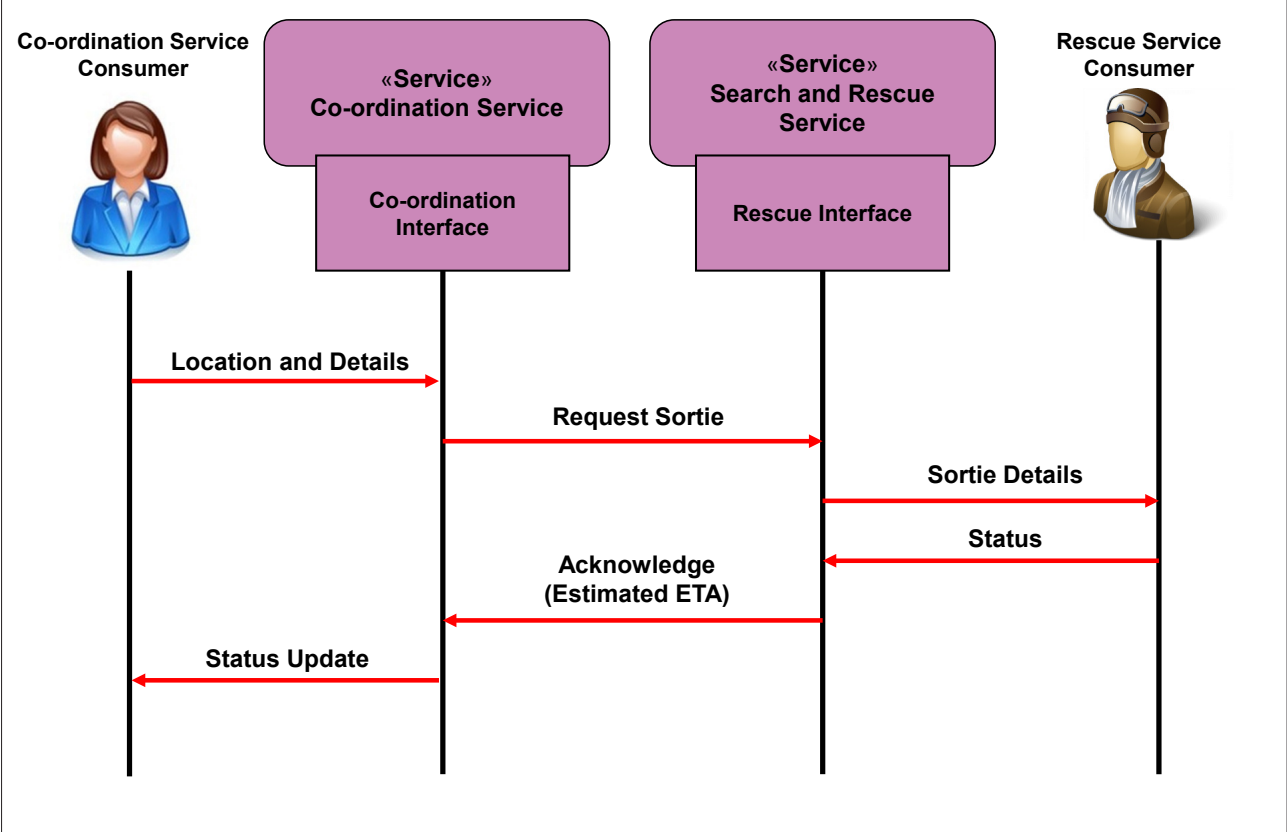 Co-ordination Service
Consumer
«Service»
Co-ordination Service
«Service»
Search and Rescue
Service
Rescue Service
Consumer
Co-ordination
Interface
Rescue Interface
Location and Details
Request Sortie
Sortie Details
Status
Acknowledge
(Estimated ETA)
Status Update